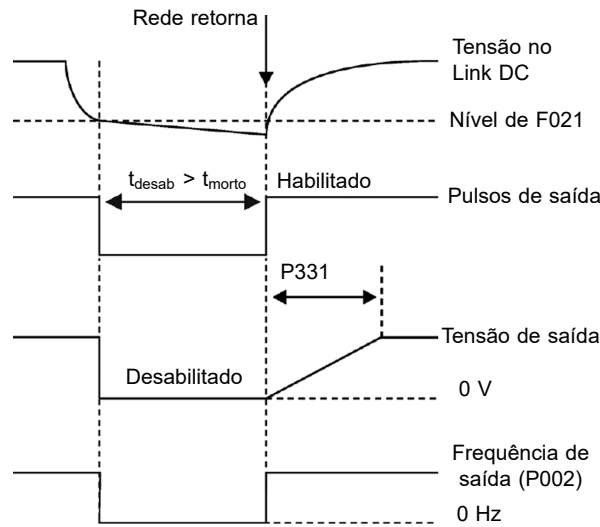 Rede retorna
Tensão no
Link DC
Nível de F021
t_desab > t_morto
Habilitado
Pulsos de saída
P331
Tensão de saída
Desabilitado
0 V
Frequência de
saída (P002)
0 Hz